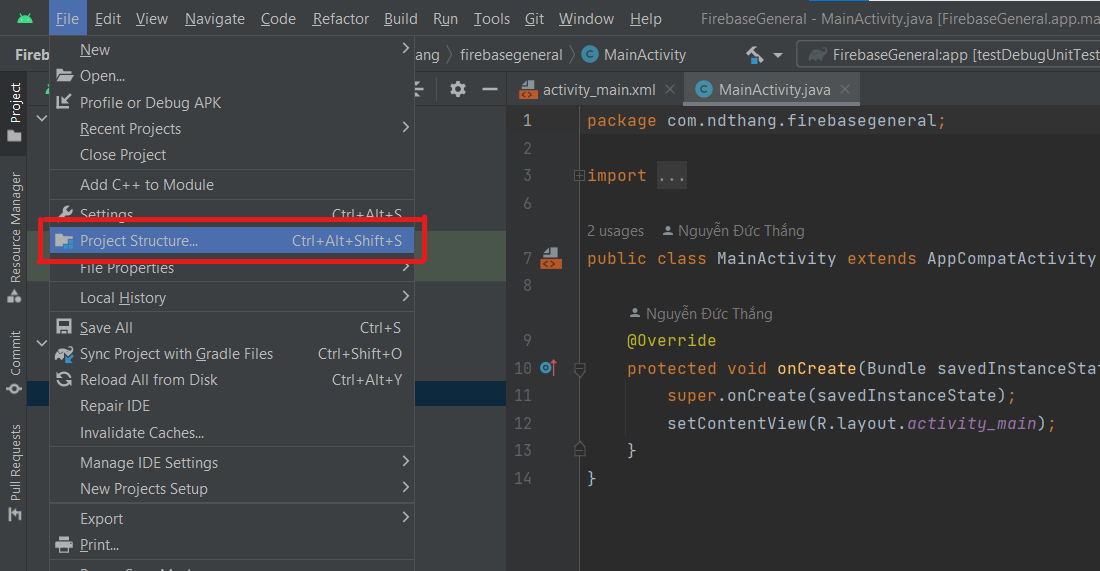 File Edit View Navigate Code Refactor Build Run Tools Git Window Help FirebaseGeneral - MainActivity.java [FirebaseGeneral.app.ma
Fireb
ang firebasegeneral MainActivity FirebaseGeneral:app [testDebugUnitTest
Project
Resource Manager
Commit
Pull Requests
New
Open...
Profile or Debug APK
Recent Projects
Close Project
Add C++ to Module
Settings Ctrl+Alt+S
Project Structure... Ctrl+Alt+Shift+S
File Properties
Local History
Save All Ctrl+S
Sync Project with Gradle Files Ctrl+Shift+O
Reload All from Disk Ctrl+Alt+Y
Repair IDE
Invalidate Caches...
Manage IDE Settings
New Projects Setup
Export
Print...
activity_main.xml MainActivity.java
1 package com.ndthang.firebasegeneral;
2
3 import ...
6
2 usages Nguyễn Đức Thắng
7 public class MainActivity extends AppCompatActivity
8
Nguyễn Đức Thắng
9 @Override
10 protected void onCreate(Bundle savedInstanceSta
11 super.onCreate(savedInstanceState);
12 setContentView(R.layout.activity_main);
13 }
14 }